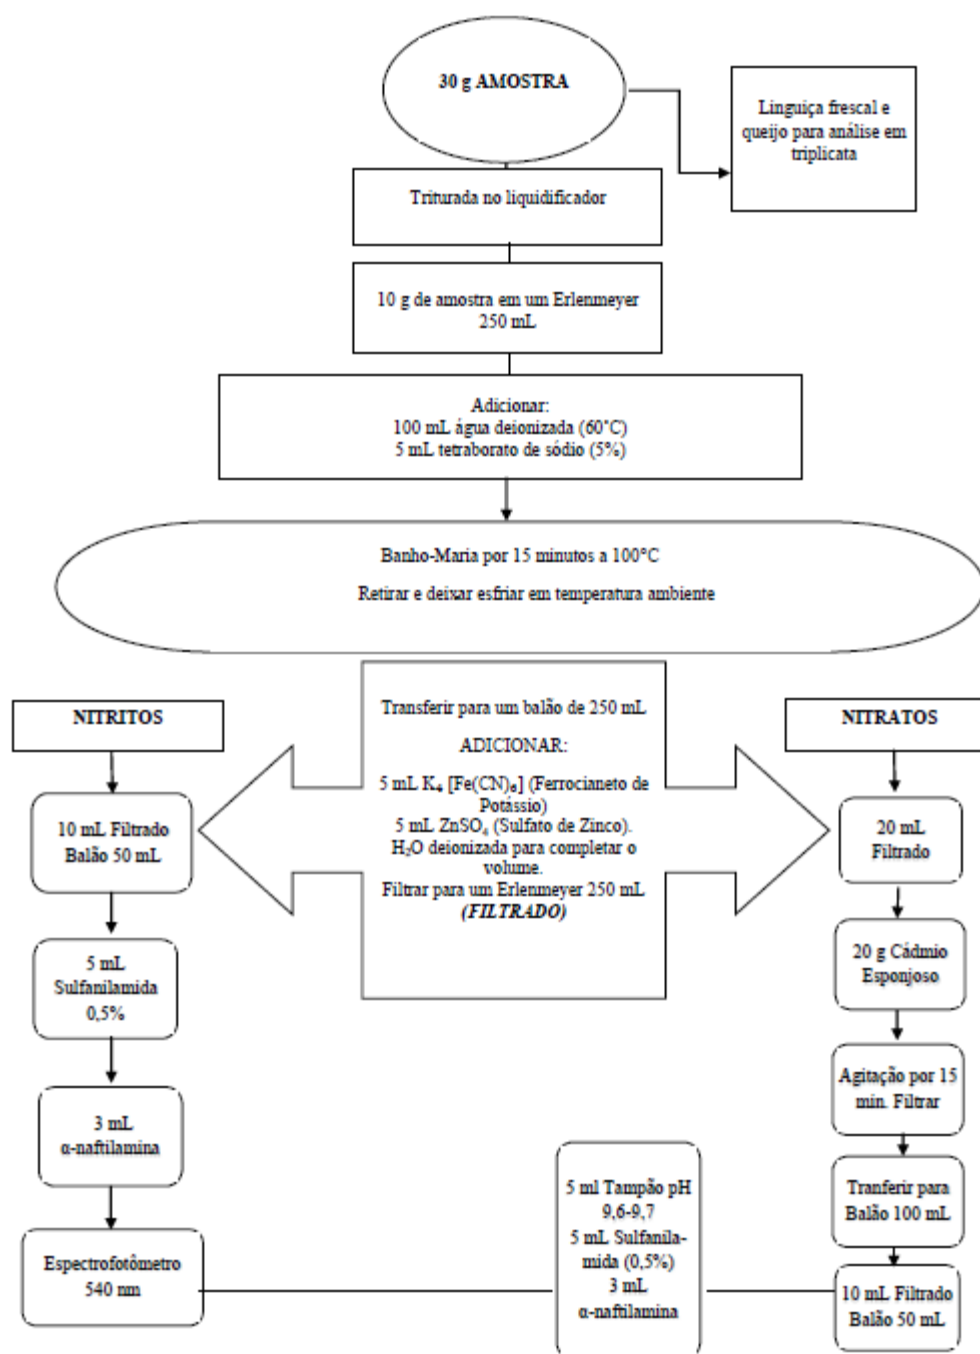 30 g AMOSTRA
Linguiça frescal e
queijo para análise em
triplicata
Triturada no liquidificador
10 g de amostra em um Erlenmeyer
250 mL
Adicionar:
100 mL água deionizada (60°C)
5 mL tetraborato de sódio (5%)
Banho-Maria por 15 minutos a 100°C
Retirar e deixar esfriar em temperatura ambiente
Transferir para um balão de 250 mL
ADICIONAR:
5 mL K₄ [Fe(CN)₆] (Ferrocianeto de
Potássio)
5 mL ZnSO₄ (Sulfato de Zinco).
H₂O deionizada para completar o
volume.
Filtrar para um Erlenmeyer 250 mL
(FILTRADO)
NITRITOS
10 mL Filtrado
Balão 50 mL
5 mL
Sulfanilamida
0,5%
3 mL
α-naftilamina
Espectrofotômetro
540 nm
NITRATOS
20 mL
Filtrado
20 g Cádmio
Esponjoso
Agitação por 15
min. Filtrar
Tranferir para
Balão 100 mL
10 mL Filtrado
Balão 50 mL
5 ml Tampão pH
9,6-9,7
5 mL Sulfanila-
mida (0,5%)
3 mL
α-naftilamina